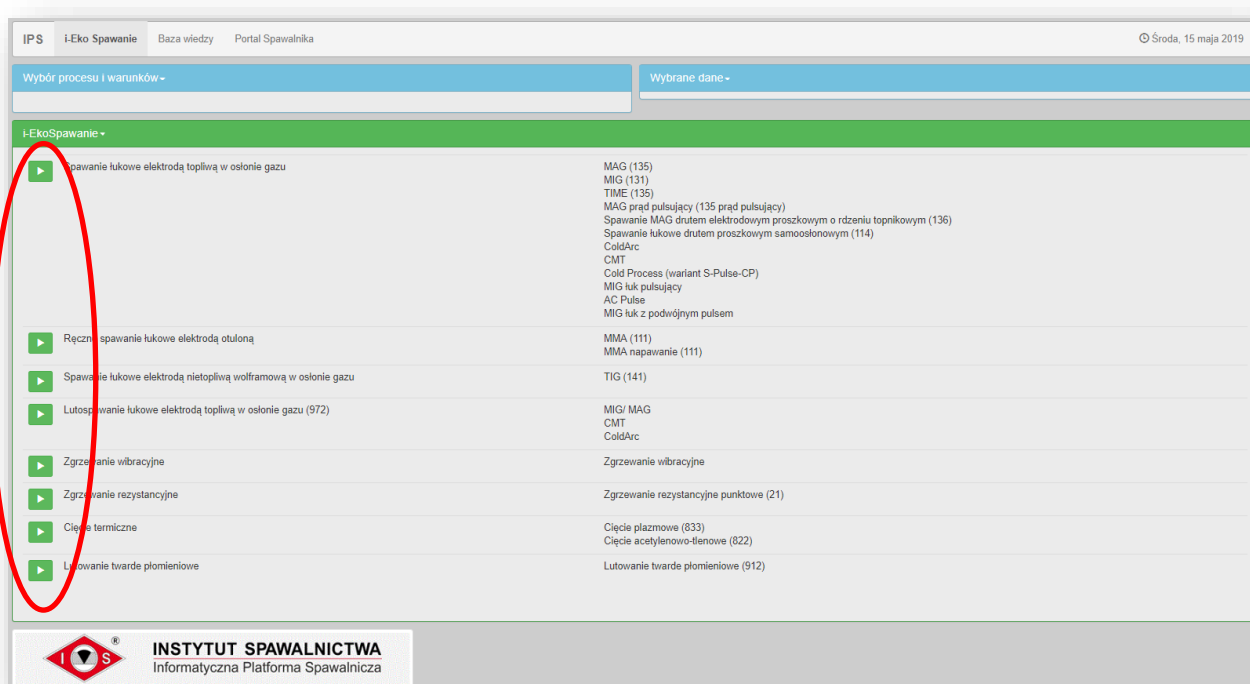 IPS i-Eko Spawanie Baza wiedzy Portal Spawalnika Środa, 15 maja 2019
Wybór procesu i warunków Wybrane dane
i-EkoSpawanie
Spawanie łukowe elektrodą topliwą w osłonie gazu MAG (135)
MIG (131)
TIME (135)
MAG prąd pulsujący (135 prąd pulsujący)
Spawanie MAG drutem elektrodowym proszkowym o rdzeniu topnikowym (136)
Spawanie łukowe drutem proszkowym samoosłonowym (114)
ColdArc
CMT
Cold Process (wariant S-Pulse-CP)
MIG łuk pulsujący
AC Pulse
MIG łuk z podwójnym pulsem
Ręczne spawanie łukowe elektrodą otuloną MMA (111)
MMA napawanie (111)
Spawanie łukowe elektrodą nietopliwą wolframową w osłonie gazu TIG (141)
Lutospawanie łukowe elektrodą topliwą w osłonie gazu (972) MIG/ MAG
CMT
ColdArc
Zgrzewanie wibracyjne Zgrzewanie wibracyjne
Zgrzewanie rezystancyjne Zgrzewanie rezystancyjne punktowe (21)
Cięcie termiczne Cięcie plazmowe (833)
Cięcie acetylenowo-tlenowe (822)
Lutowanie twarde płomieniowe Lutowanie twarde płomieniowe (912)
I S ®
INSTYTUT SPAWALNICTWA
Informatyczna Platforma Spawalnicza